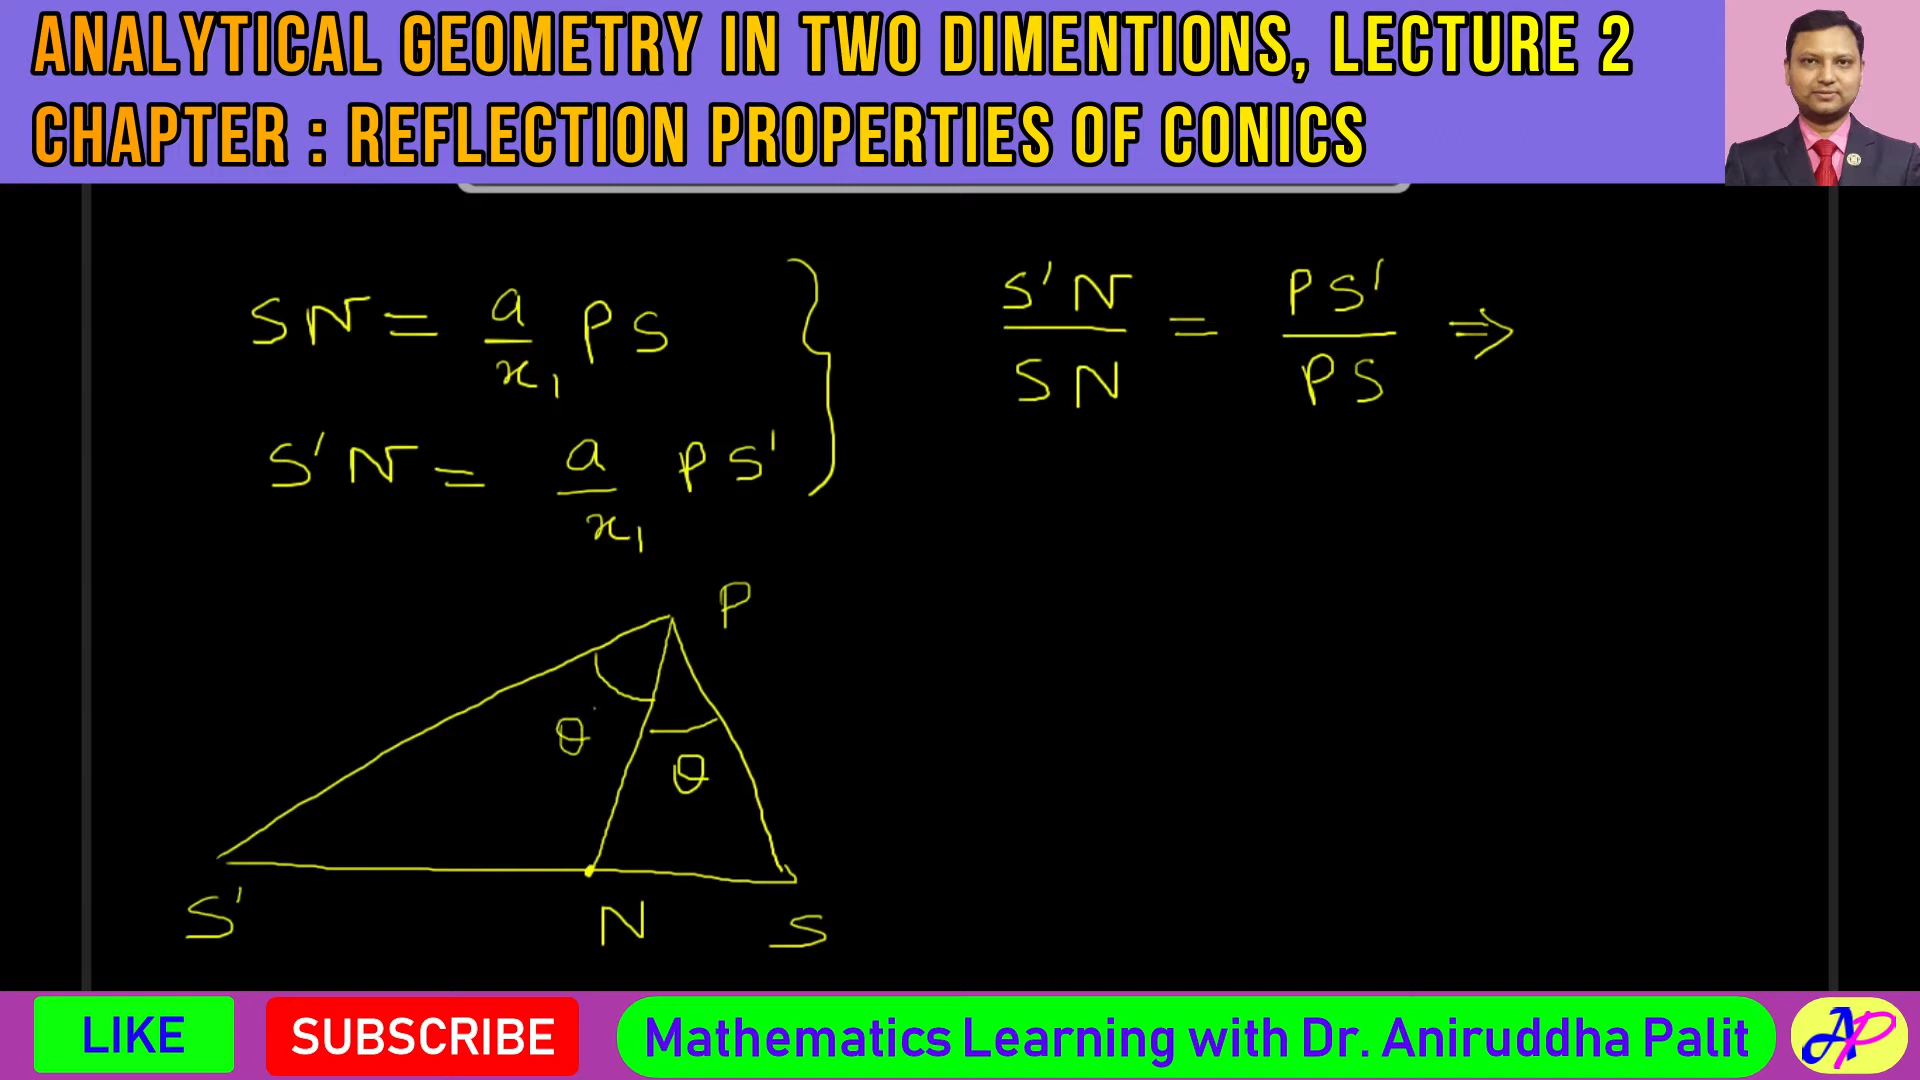 ANALYTICAL GEOMETRY IN TWO DIMENTIONS, LECTURE 2
CHAPTER : REFLECTION PROPERTIES OF CONICS
SN = a/x₁ PS
S'N = a/x₁ PS'
S'N/SN = PS'/PS ⇒
P
θ
θ
S'
N
S
LIKE
SUBSCRIBE
Mathematics Learning with Dr. Aniruddha Palit
AP